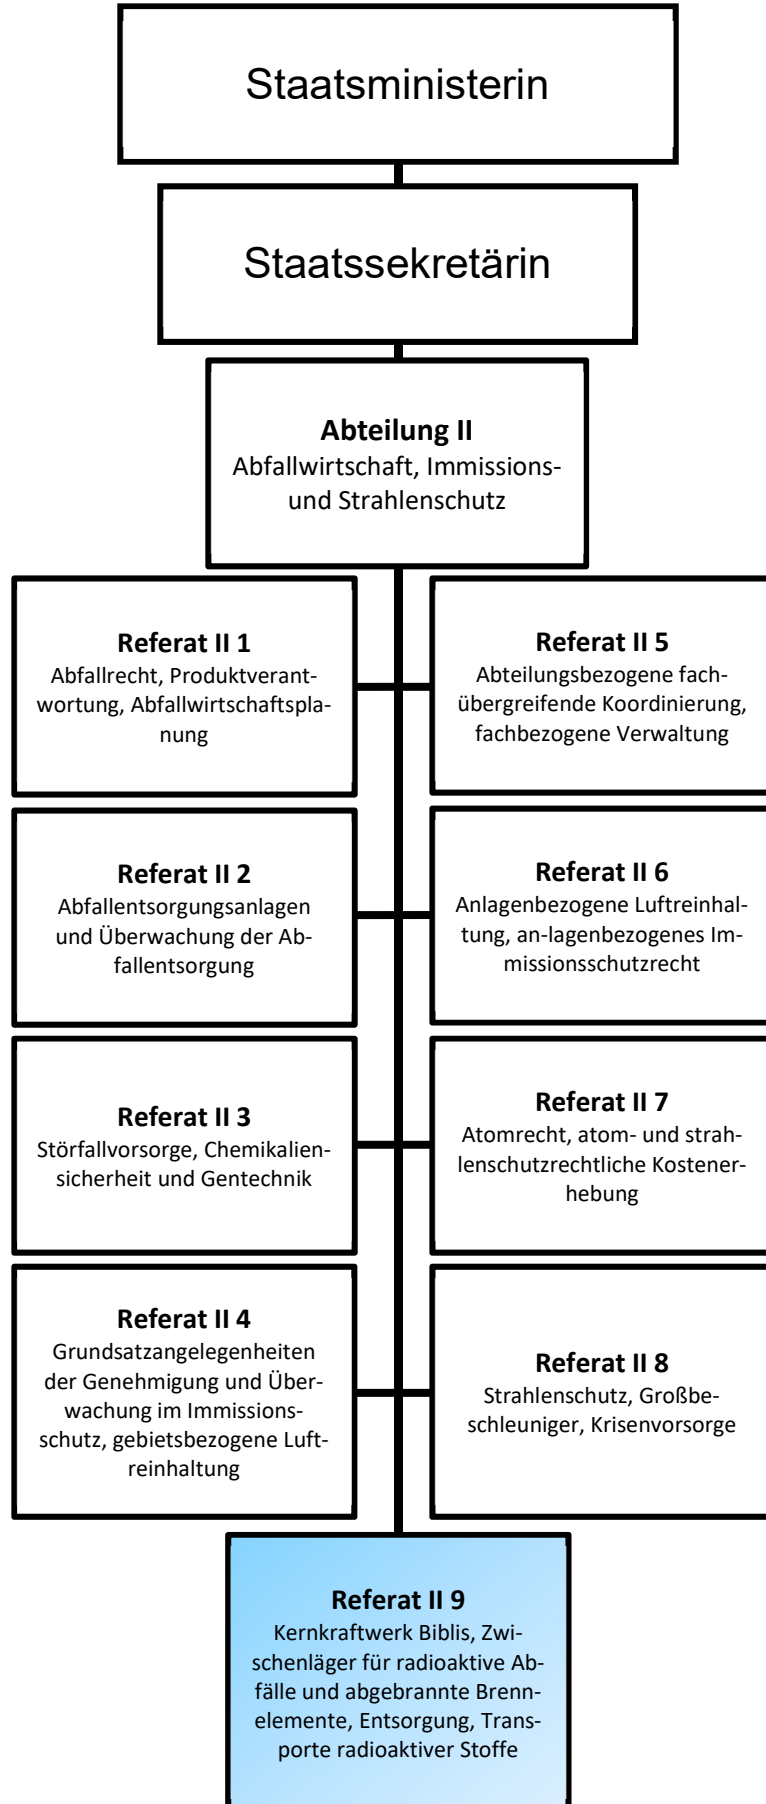 Staatsministerin
Staatssekretärin
Abteilung II
Abfallwirtschaft, Immissions-
und Strahlenschutz
Referat II 1
Abfallrecht, Produktverant-
wortung, Abfallwirtschaftspla-
nung
Referat II 5
Abteilungsbezogene fach-
übergreifende Koordinierung,
fachbezogene Verwaltung
Referat II 2
Abfallentsorgungsanlagen
und Überwachung der Ab-
fallentsorgung
Referat II 6
Anlagenbezogene Luftreinhal-
tung, an-lagenbezogenes Im-
missionsschutzrecht
Referat II 3
Störfallvorsorge, Chemikalien-
sicherheit und Gentechnik
Referat II 7
Atomrecht, atom- und strah-
lenschutzrechtliche Kostener-
hebung
Referat II 4
Grundsatzangelegenheiten
der Genehmigung und Über-
wachung im Immissions-
schutz, gebietsbezogene Luft-
reinhaltung
Referat II 8
Strahlenschutz, Großbe-
schleuniger, Krisenvorsorge
Referat II 9
Kernkraftwerk Biblis, Zwi-
schenläger für radioaktive Ab-
fälle und abgebrannte Brenn-
elemente, Entsorgung, Trans-
porte radioaktiver Stoffe